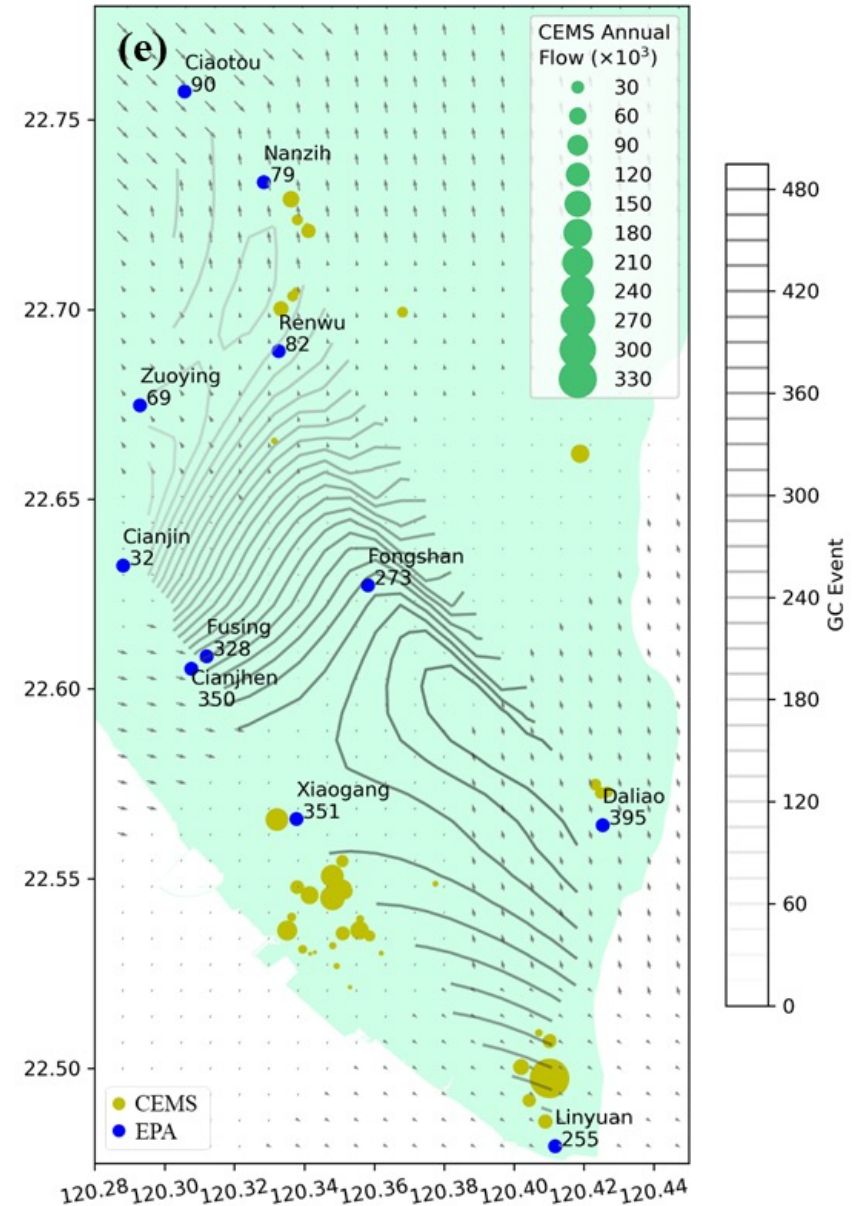 (e)
CEMS Annual
Flow (×10³)
30
60
90
120
150
180
210
240
270
300
330
Ciaotou
90
Nanzih
79
Renwu
82
Zuoying
69
Cianjin
32
Fongshan
273
Fusing
328
Cianjhen
350
Xiaogang
351
Daliao
395
Linyuan
255
CEMS
EPA
22.75
22.70
22.65
22.60
22.55
22.50
120.28 120.30 120.32 120.34 120.36 120.38 120.40 120.42 120.44
480
420
360
300
240
180
120
60
0
GC Event